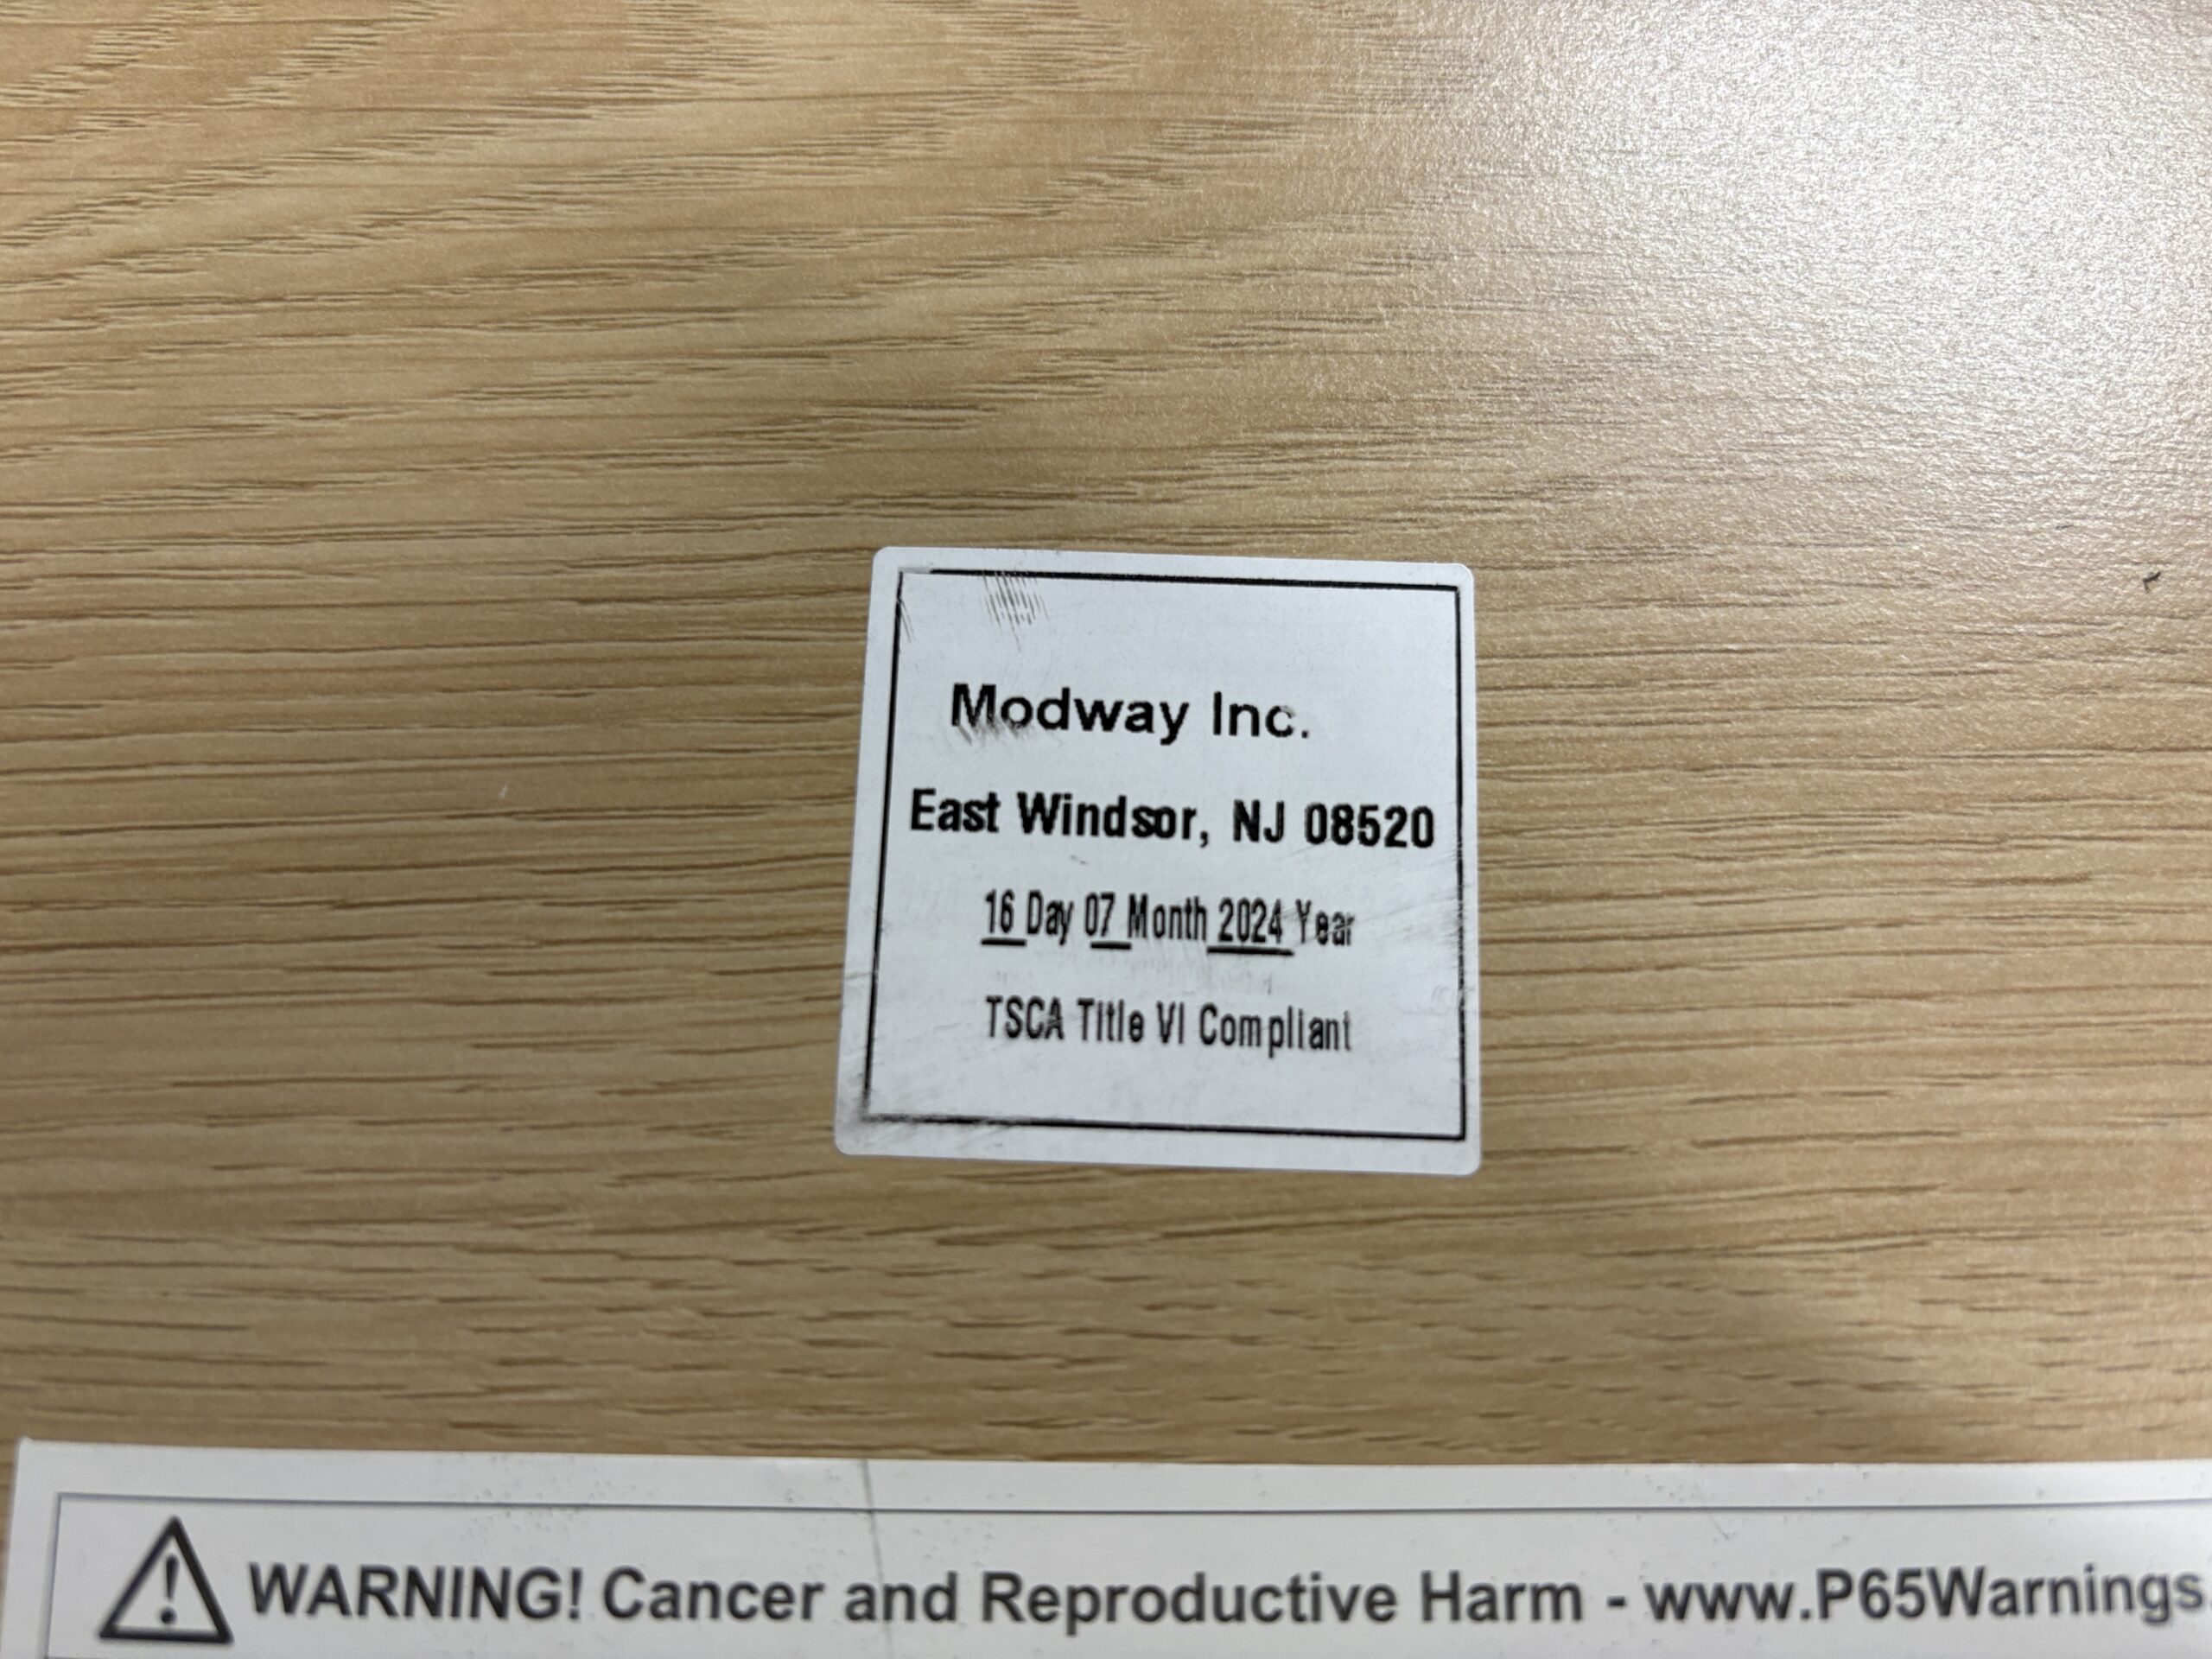 Modway Inc.
East Windsor, NJ 08520
16 Day 07 Month 2024 Year
TSCA Title VI Compliant
WARNING! Cancer and Reproductive Harm - www.P65Warnings.